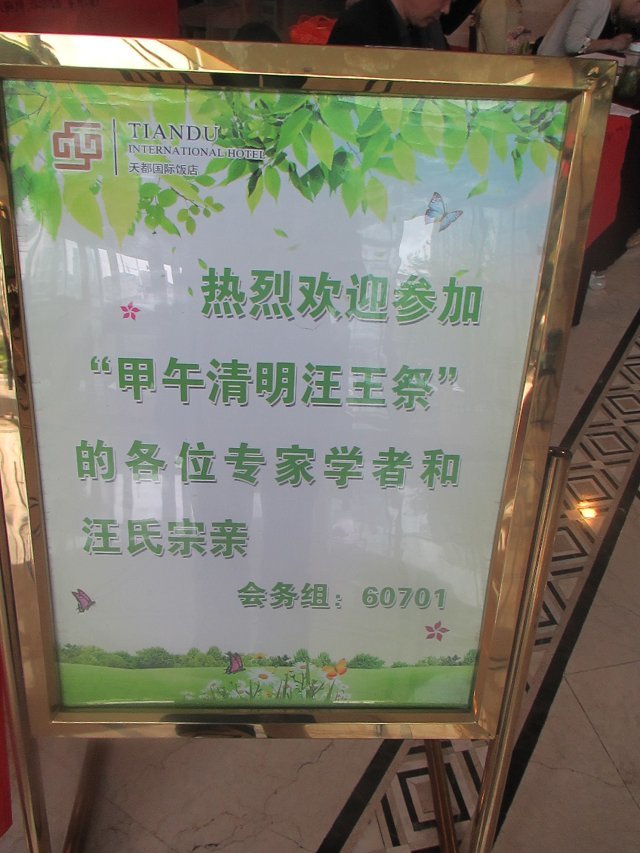 TIANDU
INTERNATIONAL HOTEL
天都国际饭店
热烈欢迎参加
“甲午清明汪王祭”
的各位专家学者和
汪氏宗亲
会务组：60701